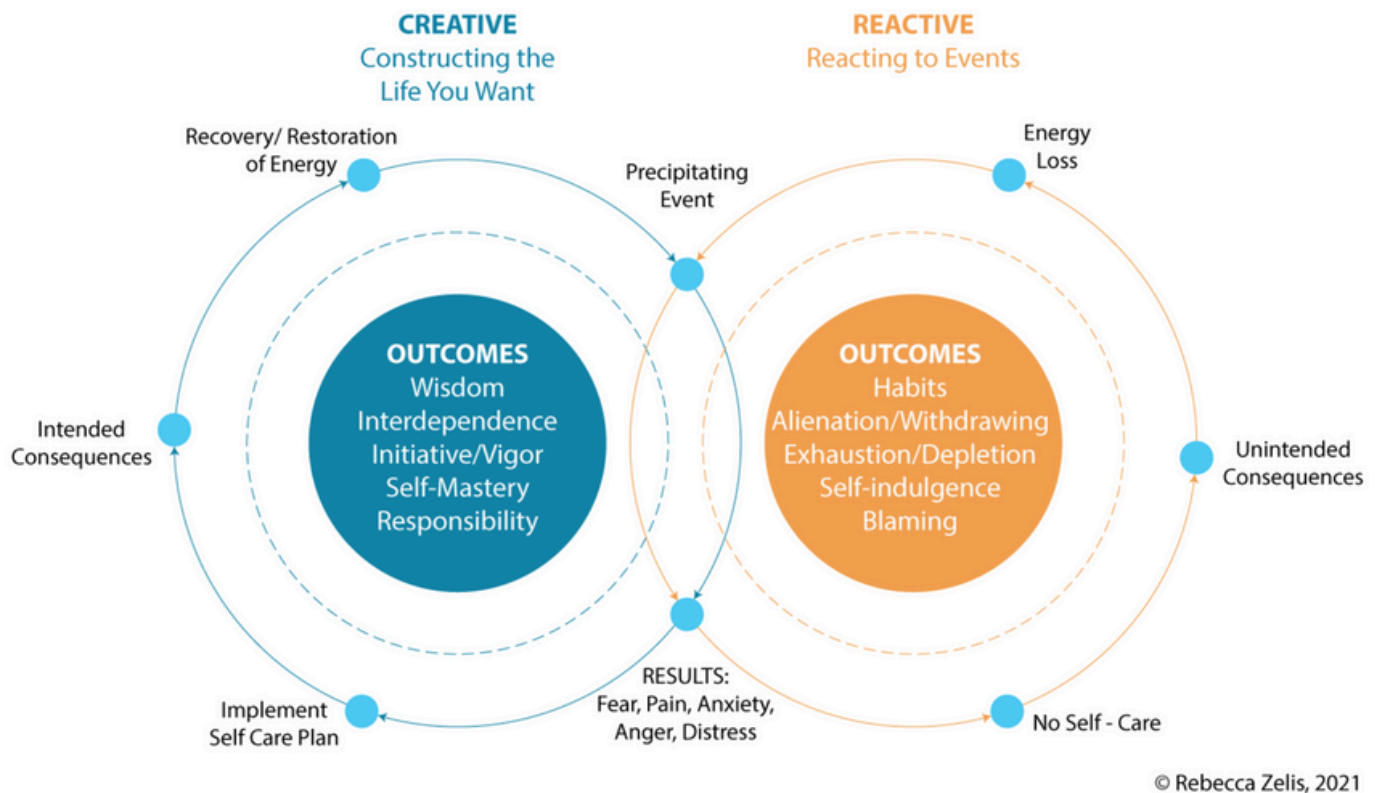 CREATIVE
Constructing the
Life You Want
REACTIVE
Reacting to Events
Recovery/ Restoration
of Energy
Precipitating
Event
Energy
Loss
OUTCOMES
Wisdom
Interdependence
Initiative/Vigor
Self-Mastery
Responsibility
OUTCOMES
Habits
Alienation/Withdrawing
Exhaustion/Depletion
Self-indulgence
Blaming
Intended
Consequences
Unintended
Consequences
Implement
Self Care Plan
RESULTS:
Fear, Pain, Anxiety,
Anger, Distress
No Self - Care
© Rebecca Zelis, 2021